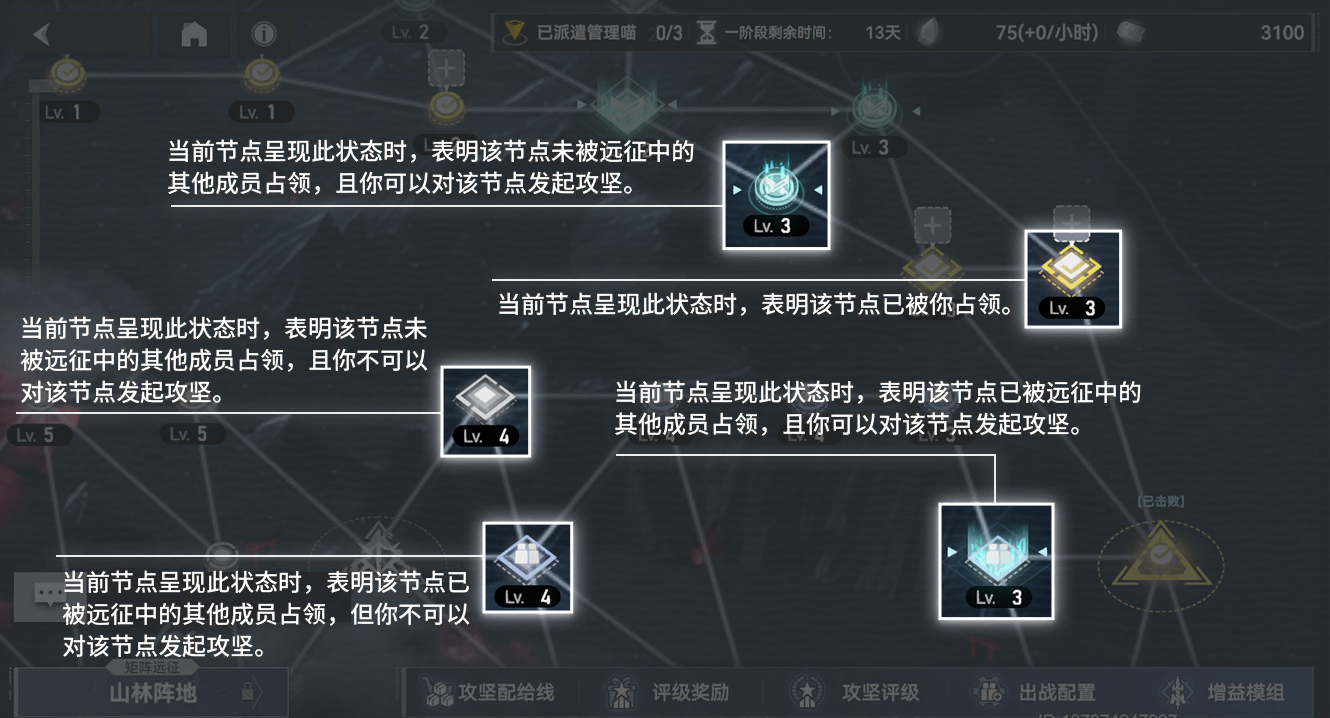 Lv. 2
已派遣管理喵 0/3 一阶段剩余时间: 13天 75(+0/小时) 3100
Lv. 1
Lv. 1
Lv. 3
当前节点呈现此状态时，表明该节点未被远征中的
其他成员占领，且你可以对该节点发起攻坚。
Lv. 3
当前节点呈现此状态时，表明该节点已被你占领。
Lv. 3
当前节点呈现此状态时，表明该节点未
被远征中的其他成员占领，且你不可以
对该节点发起攻坚。
Lv. 4
Lv. 5
Lv. 5
当前节点呈现此状态时，表明该节点已被远征中的
其他成员占领，且你可以对该节点发起攻坚。
Lv. 4
Lv. 4
Lv. 3
[已击败]
Lv. 3
Lv. 4
当前节点呈现此状态时，表明该节点已
被远征中的其他成员占领，但你不可以
对该节点发起攻坚。
矩阵远征
山林阵地
攻坚配给线 评级奖励 攻坚评级 出战配置 增益模组